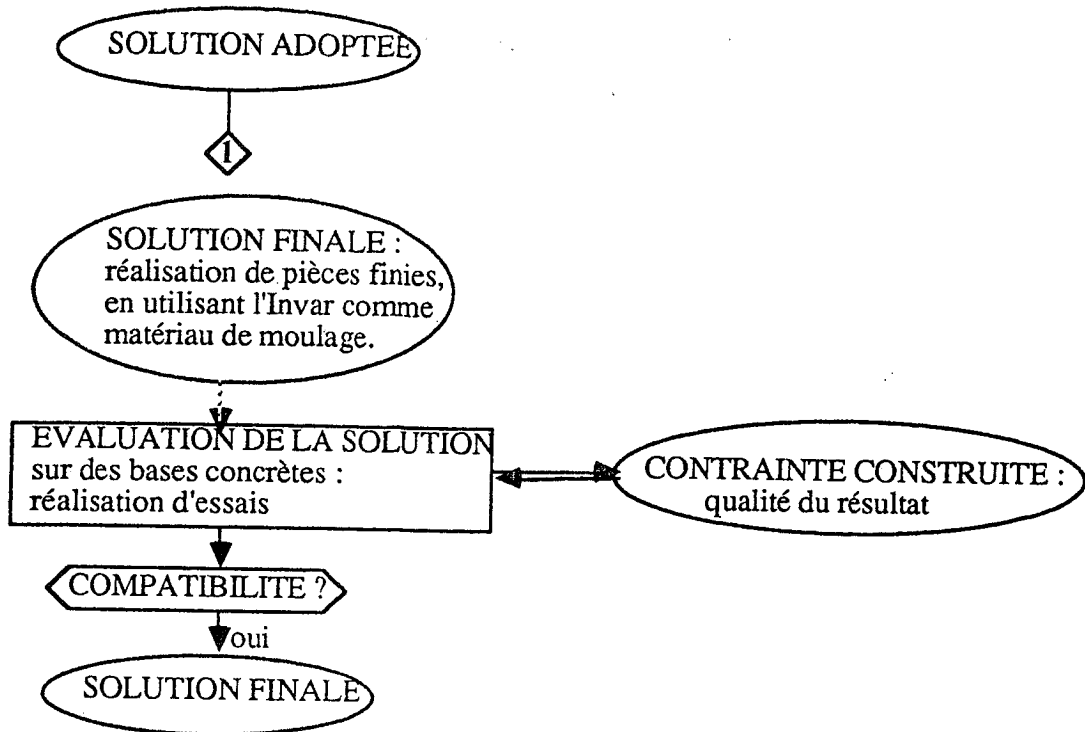 SOLUTION ADOPTEE
1
SOLUTION FINALE :
réalisation de pièces finies,
en utilisant l'Invar comme
matériau de moulage.
EVALUATION DE LA SOLUTION
sur des bases concrètes :
réalisation d'essais
CONTRAINTE CONSTRUITE :
qualité du résultat
COMPATIBILITE ?
oui
SOLUTION FINALE